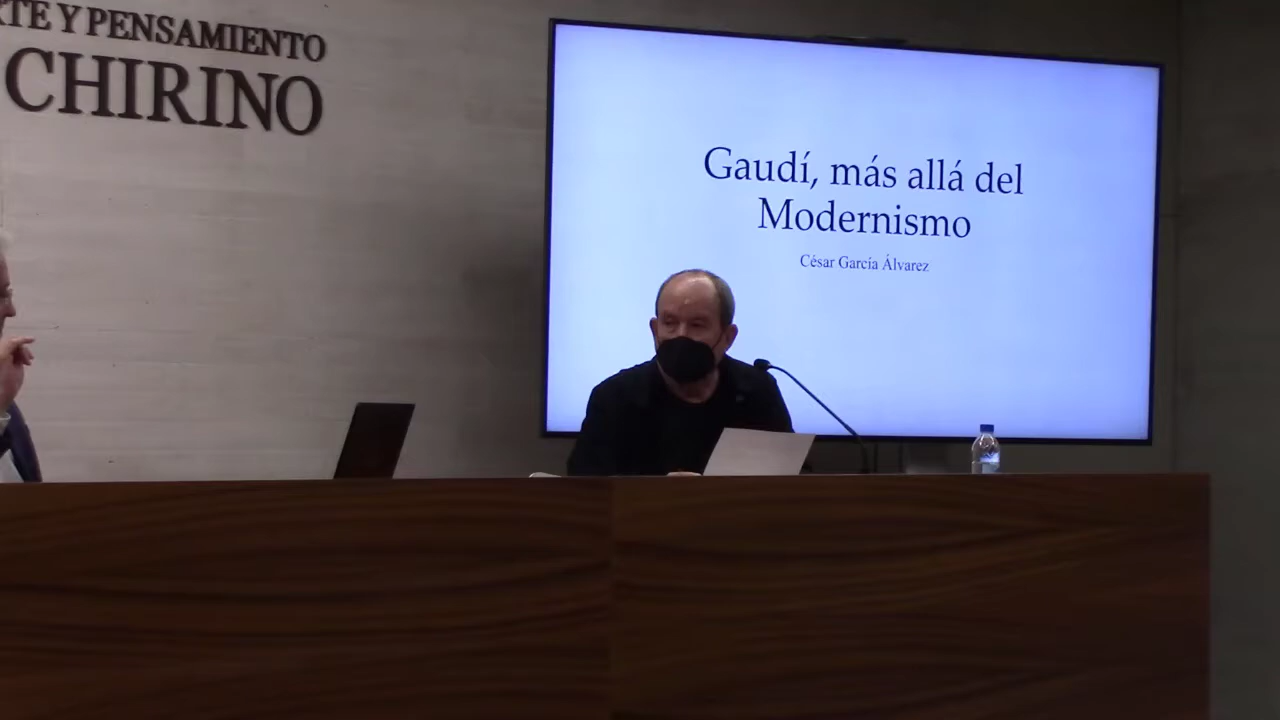 RTE Y PENSAMIENTO
CHIRINO
Gaudí, más allá del
Modernismo
César García Álvarez